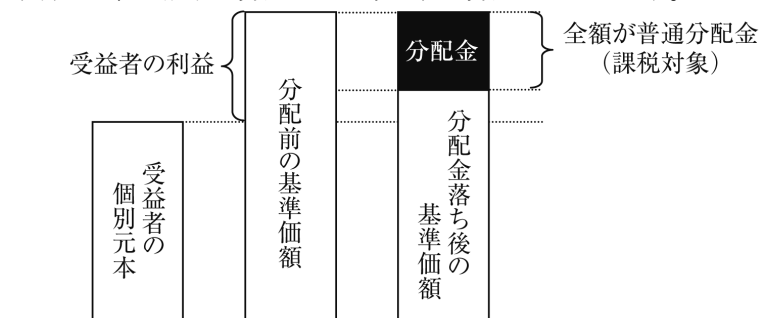 受益者の利益
分配金
全額が普通分配金
（課税対象）
受益者の
個別元本
分配前の基準価額
分配金落ち後の
基準価額